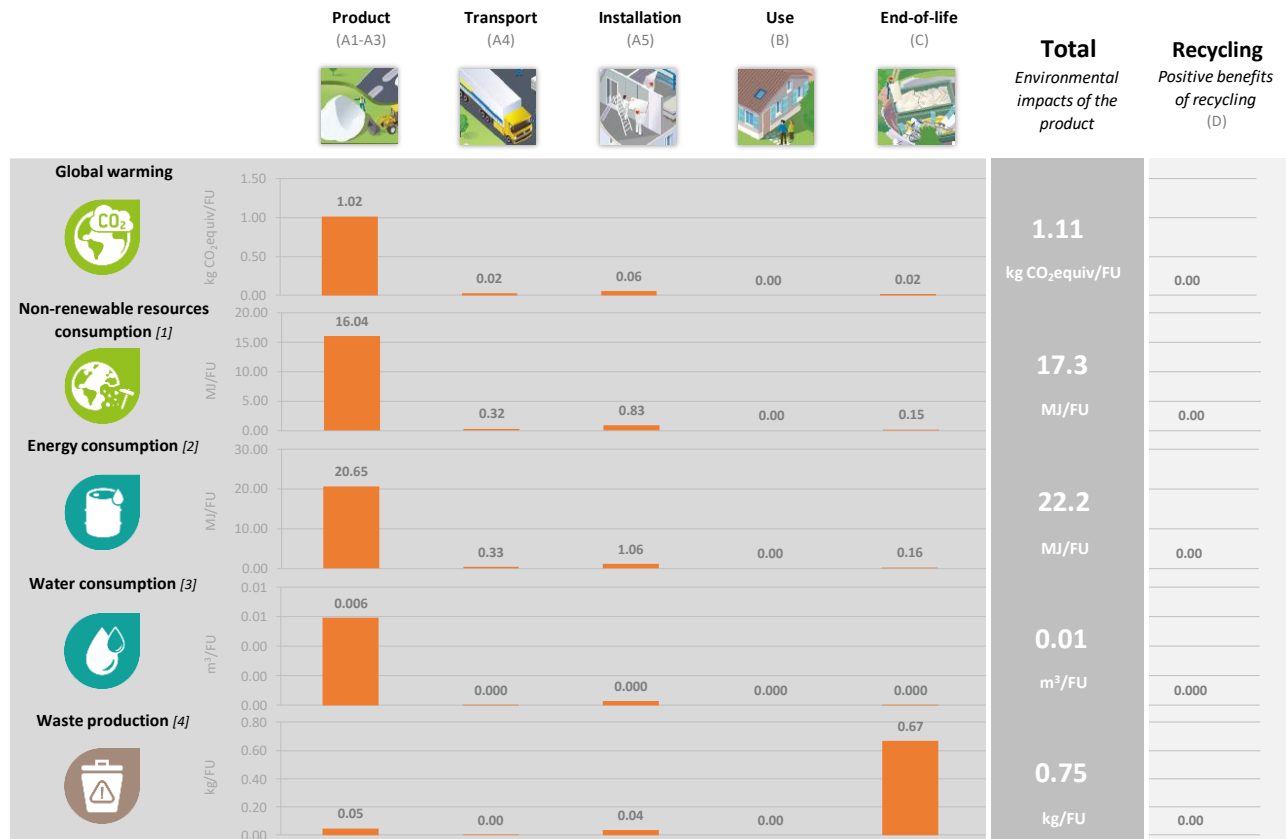 Product
(A1-A3)
Transport
(A4)
Installation
(A5)
Use
(B)
End-of-life
(C)
Total
Environmental
impacts of the
product
Recycling
Positive benefits
of recycling
(D)
Global warming
CO2
kg CO₂equiv/FU
1.50
1.00
0.50
0.00
1.02
0.02
0.06
0.00
0.02
1.11
kg CO₂equiv/FU
0.00
Non-renewable resources
consumption [1]
MJ/FU
20.00
15.00
10.00
5.00
0.00
16.04
0.32
0.83
0.00
0.15
17.3
MJ/FU
0.00
Energy consumption [2]
MJ/FU
30.00
20.00
10.00
0.00
20.65
0.33
1.06
0.00
0.16
22.2
MJ/FU
0.00
Water consumption [3]
m³/FU
0.01
0.01
0.00
0.00
0.00
0.006
0.000
0.000
0.000
0.000
0.01
m³/FU
0.000
Waste production [4]
kg/FU
0.80
0.60
0.40
0.20
0.00
0.05
0.00
0.04
0.00
0.67
0.75
kg/FU
0.00